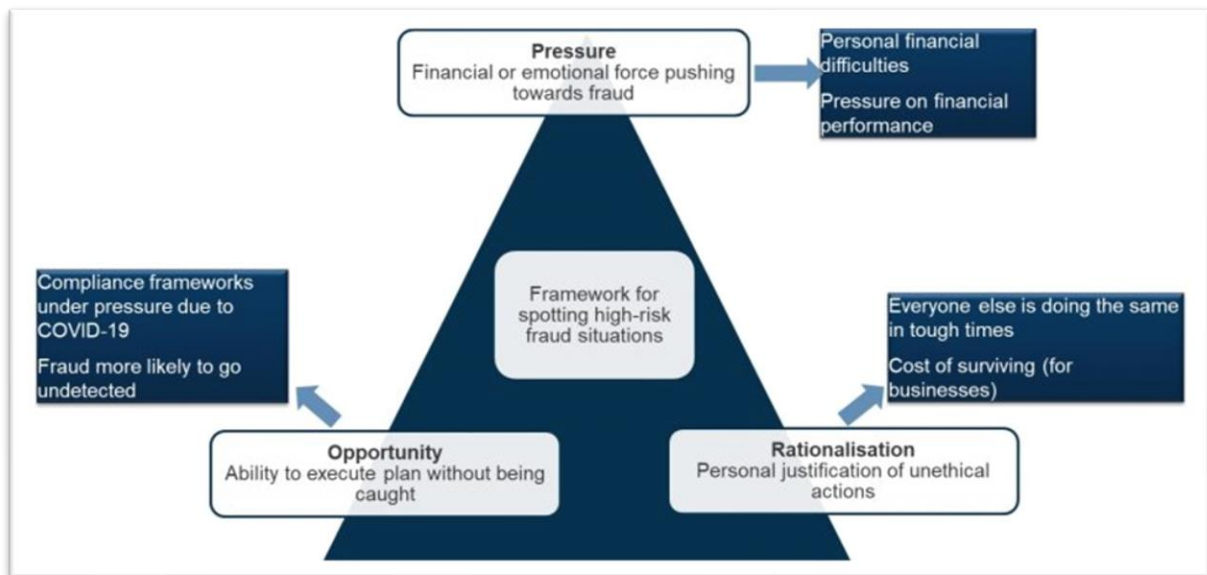 Pressure
Financial or emotional force pushing
towards fraud
Personal financial
difficulties
Pressure on financial
performance
Framework for
spotting high-risk
fraud situations
Compliance frameworks
under pressure due to
COVID-19
Fraud more likely to go
undetected
Everyone else is doing the same
in tough times
Cost of surviving (for
businesses)
Opportunity
Ability to execute plan without being
caught
Rationalisation
Personal justification of unethical
actions